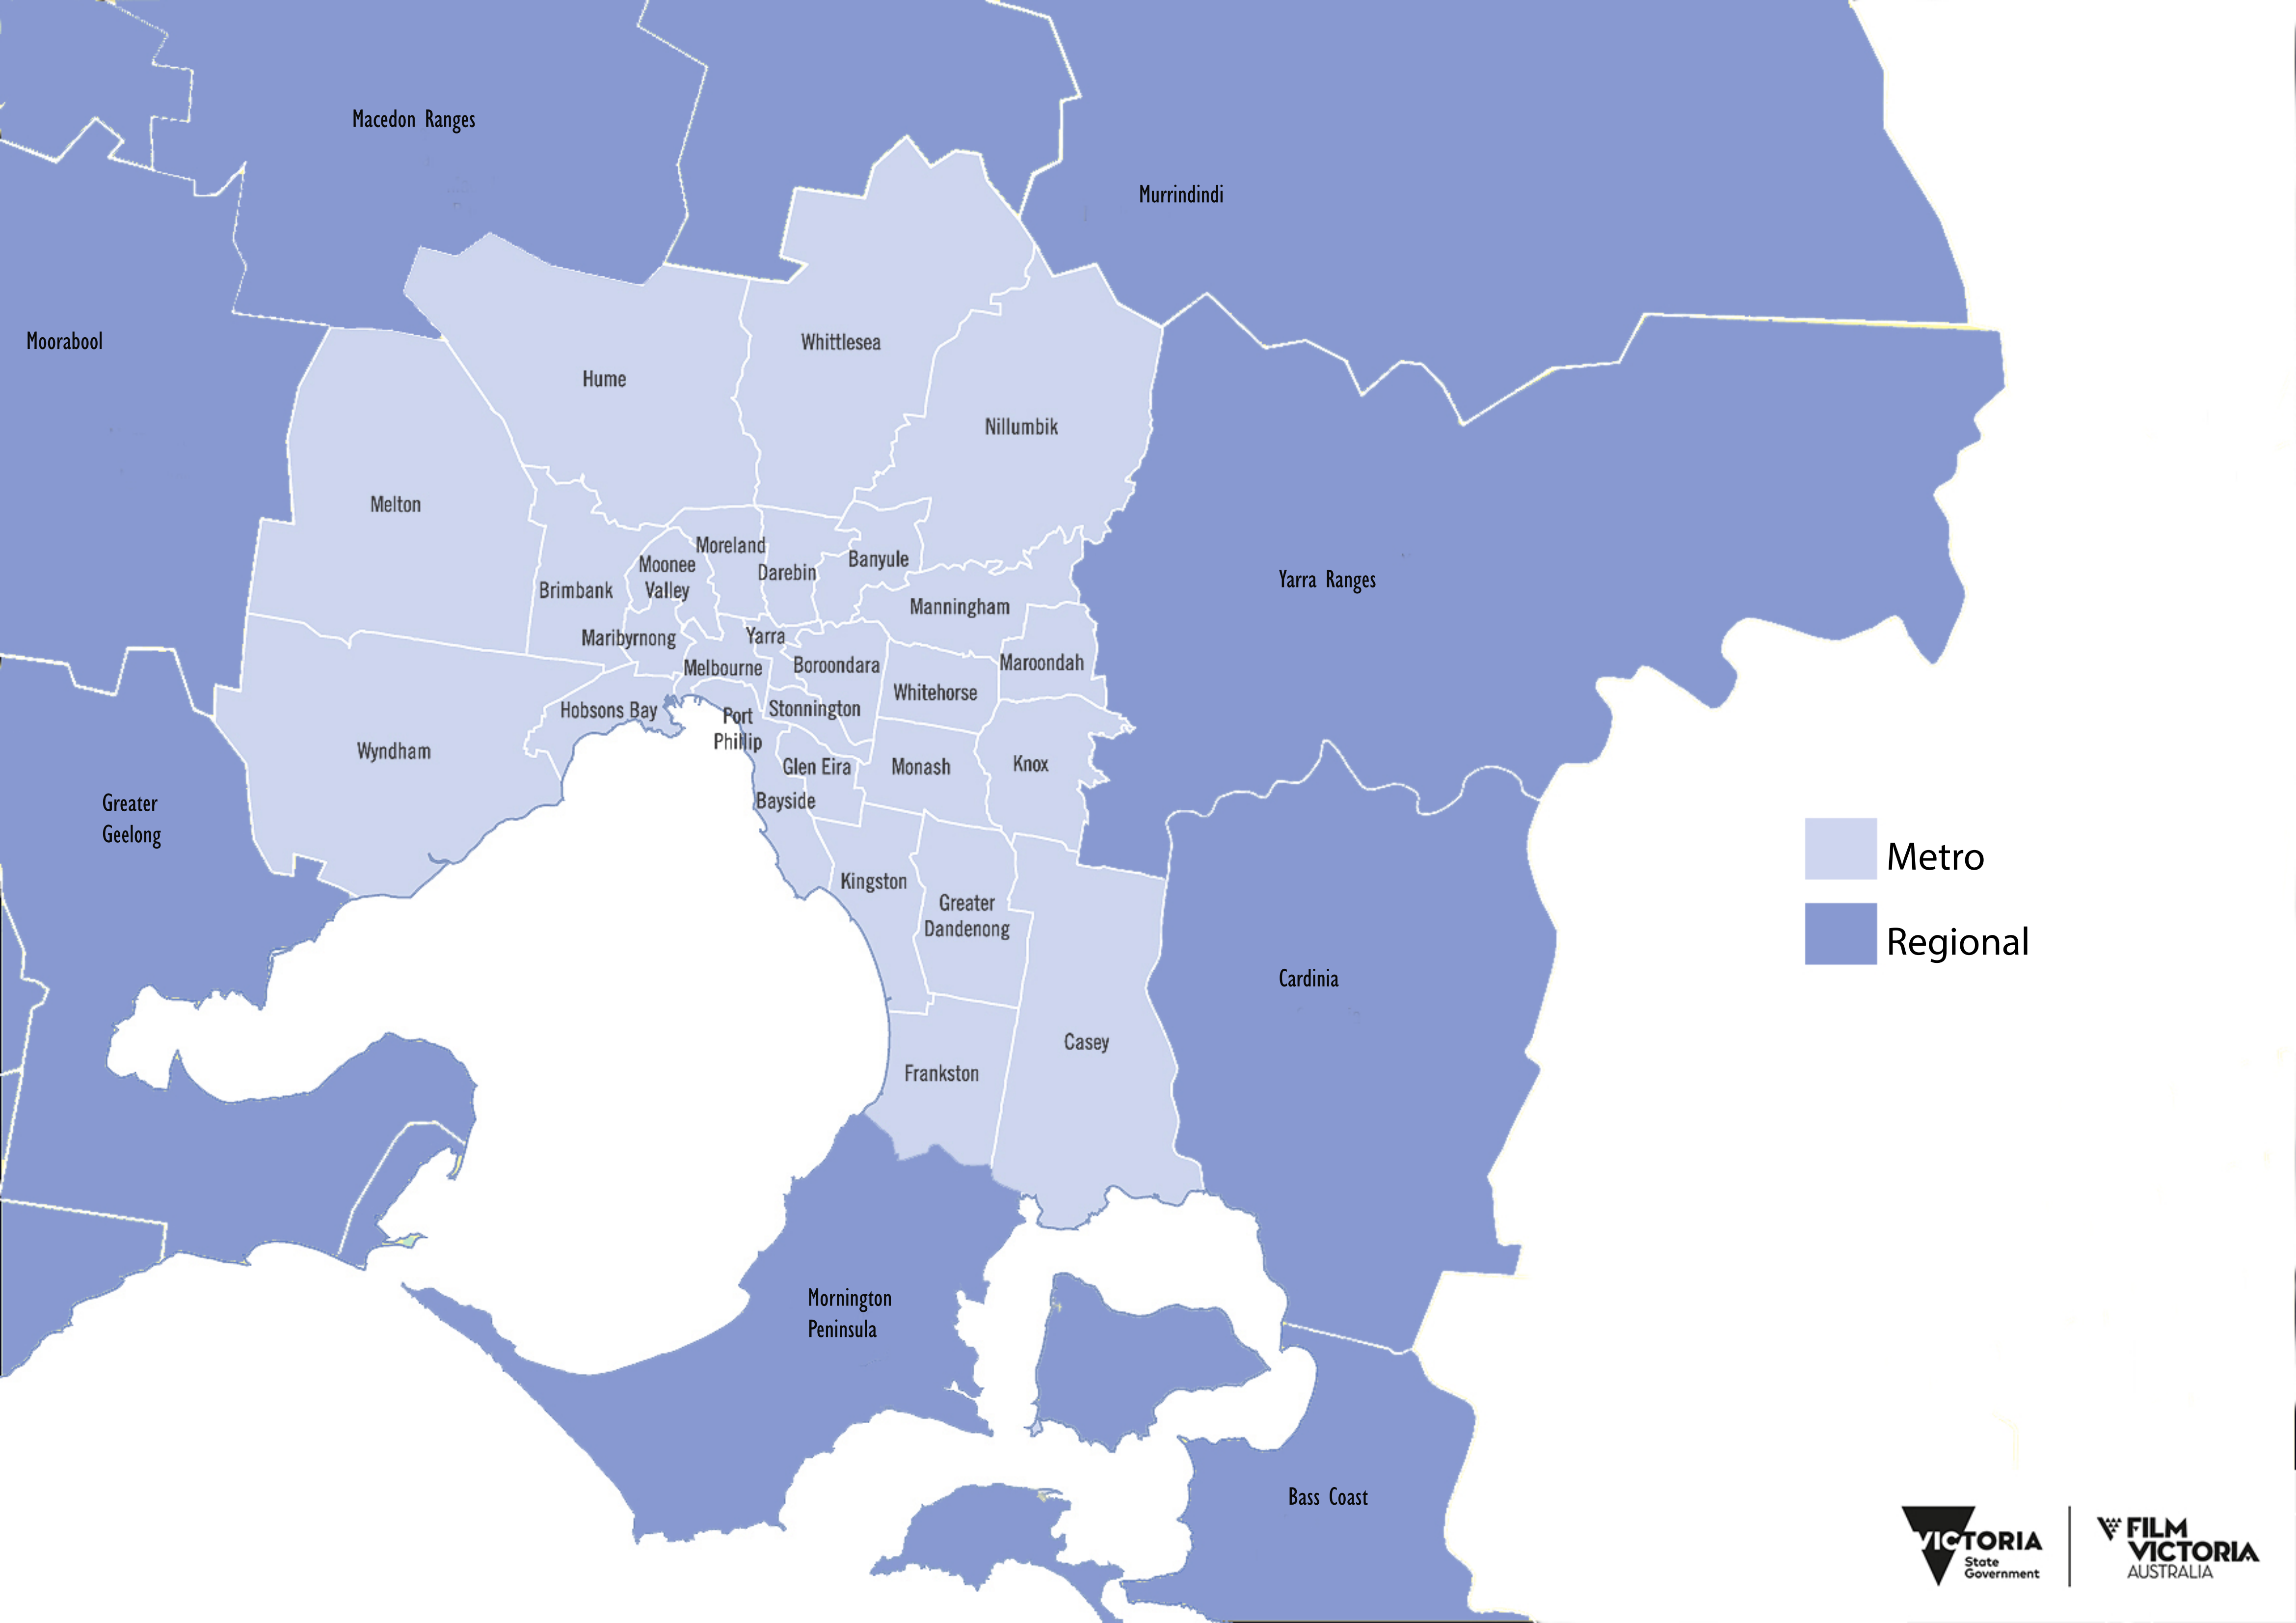 Macedon Ranges
Murrindindi
Moorabool
Whittlesea
Hume
Nillumbik
Melton
Moreland
Moonee
Valley
Darebin
Banyule
Brimbank
Yarra Ranges
Manningham
Maribyrnong
Yarra
Melbourne
Boroondara
Maroondah
Whitehorse
Hobsons Bay
Port
Phillip
Stonnington
Wyndham
Glen Eira
Monash
Knox
Bayside
Greater
Geelong
Metro
Regional
Kingston
Greater
Dandenong
Cardinia
Casey
Frankston
Mornington
Peninsula
Bass Coast
VICTORIA
State
Government
FILM
VICTORIA
AUSTRALIA